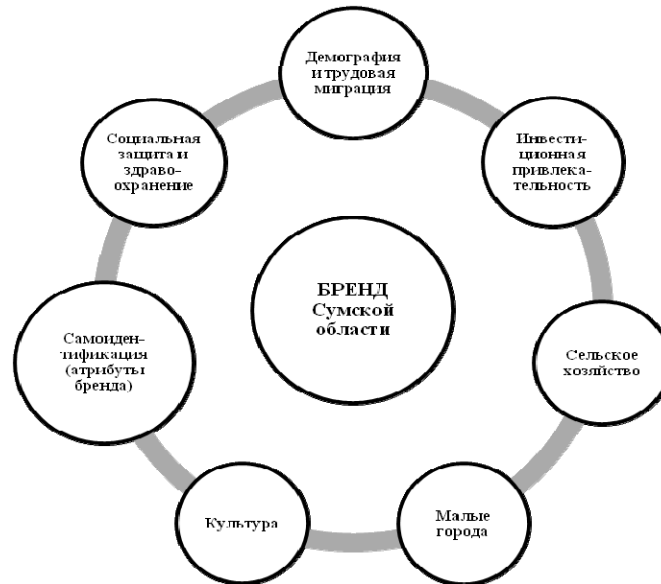 Демография
и трудовая
миграция
Инвести-
ционная
привлека-
тельность
Сельское
хозяйство
Малые
города
Культура
Самоиден-
тификация
(атрибуты
бренда)
Социальная
защита и
здраво-
охранение
БРЕНД
Сумской
области